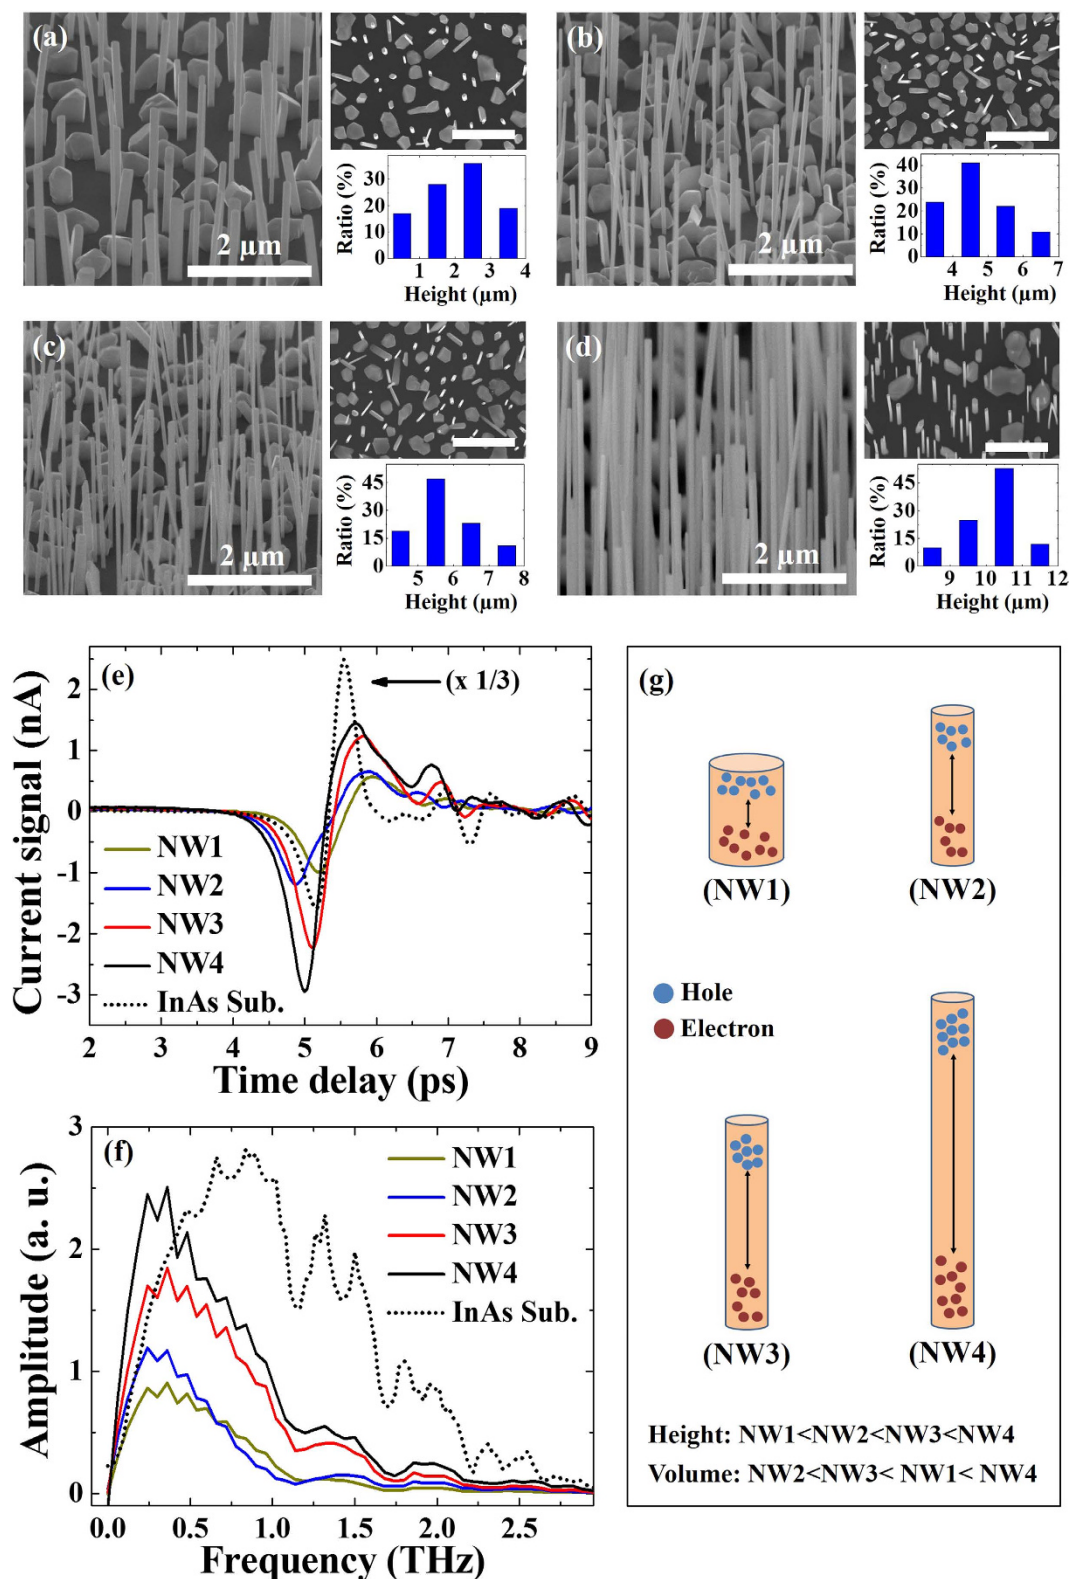 (a)
2 μm
Ratio (%)
30
20
10
0
1 2 3 4
Height (μm)
(b)
2 μm
Ratio (%)
40
30
20
10
0
4 5 6 7
Height (μm)
(c)
2 μm
Ratio (%)
45
30
15
0
5 6 7 8
Height (μm)
(d)
2 μm
Ratio (%)
45
30
15
0
9 10 11 12
Height (μm)
(e)
(x 1/3)
Current signal (nA)
2
1
0
-1
-2
-3
NW1
NW2
NW3
NW4
InAs Sub.
2 3 4 5 6 7 8 9
Time delay (ps)
(f)
Amplitude (a. u.)
3
2
1
0
NW1
NW2
NW3
NW4
InAs Sub.
0.0 0.5 1.0 1.5 2.0 2.5
Frequency (THz)
(g)
(NW1)
(NW2)
Hole
Electron
(NW3)
(NW4)
Height: NW1<NW2<NW3<NW4
Volume: NW2<NW3< NW1< NW4